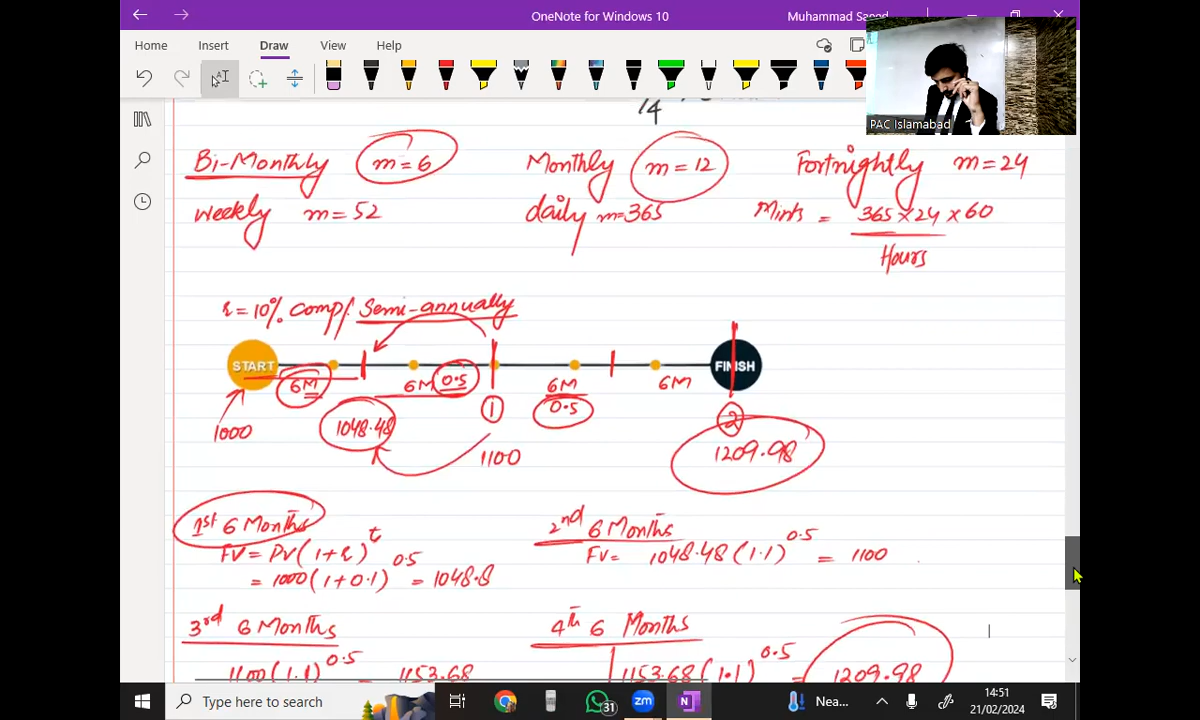 OneNote for Windows 10
Muhammad Saeed
Home Insert Draw View Help
PAC Islamabad
14
Bi-Monthly m=6 Monthly m=12 Fortnightly m=24
weekly m=52 daily m=365 Mints = 365×24×60
Hours
r=10% comp/. Semi-annually
START FINISH
6M 6M 0.5 6M 6M
0.5
1 2
1000 1048.48 1100 1209.98
1st 6 Months 2nd 6 Months
FV=PV(1+r)^t FV= 1048.48(1.1)^0.5 = 1100
=1000(1+0.1)^0.5 = 1048.8
3rd 6 Months 4th 6 Months
1100(1.1)^0.5 = 1153.68 1153.68(1.1)^0.5 = 1209.98
Type here to search
31
zm
N
Nea...
14:51
21/02/2024